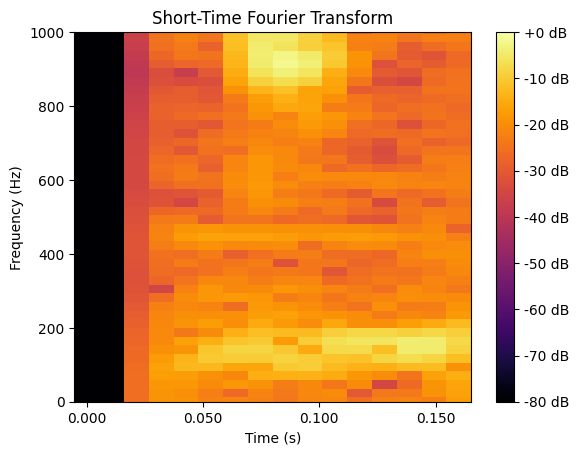 Short-Time Fourier Transform
1000
800
600
400
200
0
Frequency (Hz)
0.000
0.050
0.100
0.150
Time (s)
+0 dB
-10 dB
-20 dB
-30 dB
-40 dB
-50 dB
-60 dB
-70 dB
-80 dB